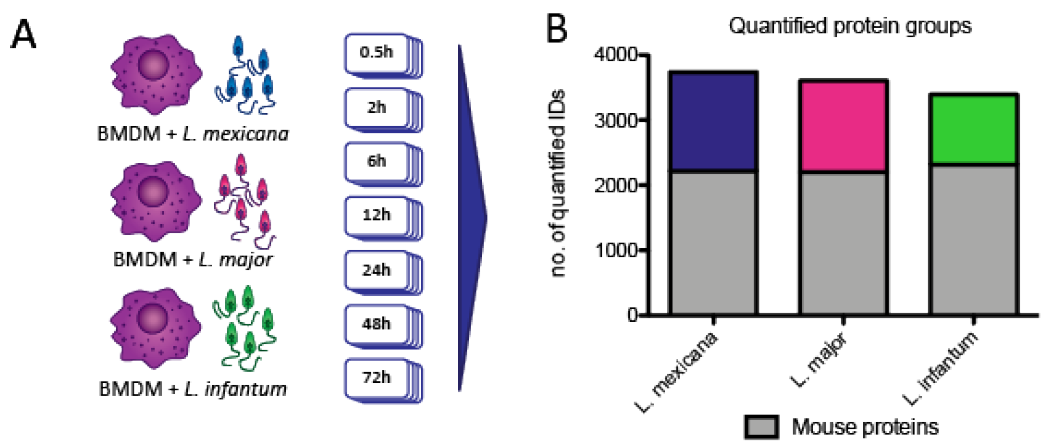 A
BMDM + L. mexicana
BMDM + L. major
BMDM + L. infantum
0.5h
2h
6h
12h
24h
48h
72h
B
Quantified protein groups
no. of quantified IDs
4000
3000
2000
1000
0
L. mexicana
L. major
L. infantum
Mouse proteins